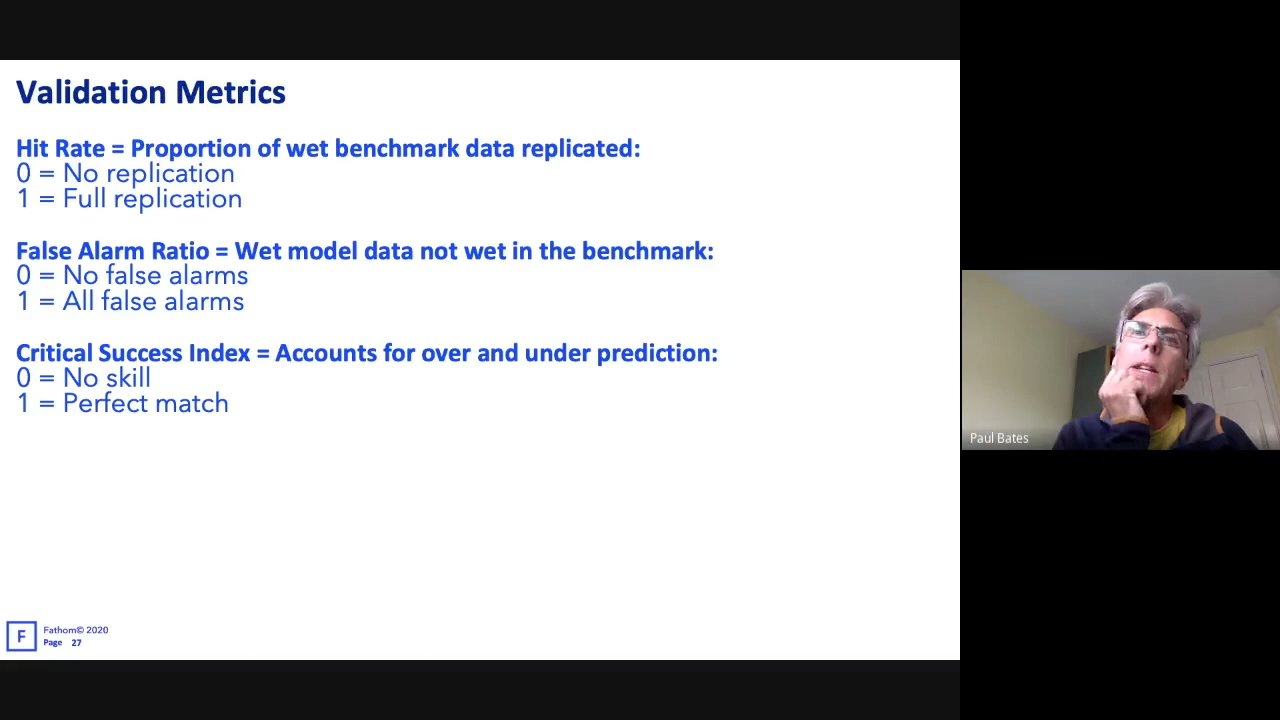 Validation Metrics
Hit Rate = Proportion of wet benchmark data replicated:
0 = No replication
1 = Full replication
False Alarm Ratio = Wet model data not wet in the benchmark:
0 = No false alarms
1 = All false alarms
Critical Success Index = Accounts for over and under prediction:
0 = No skill
1 = Perfect match
Paul Bates
F
Fathom© 2020
Page 27